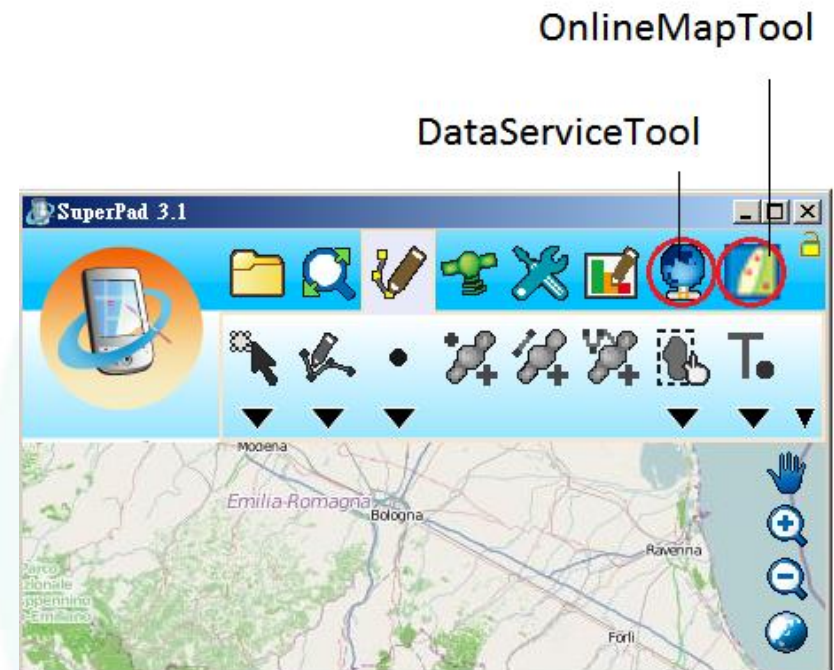 OnlineMapTool
DataServiceTool
SuperPad 3.1
T.
Modena
Emilia-Romagna
Bologna
Ravenna
Forlì